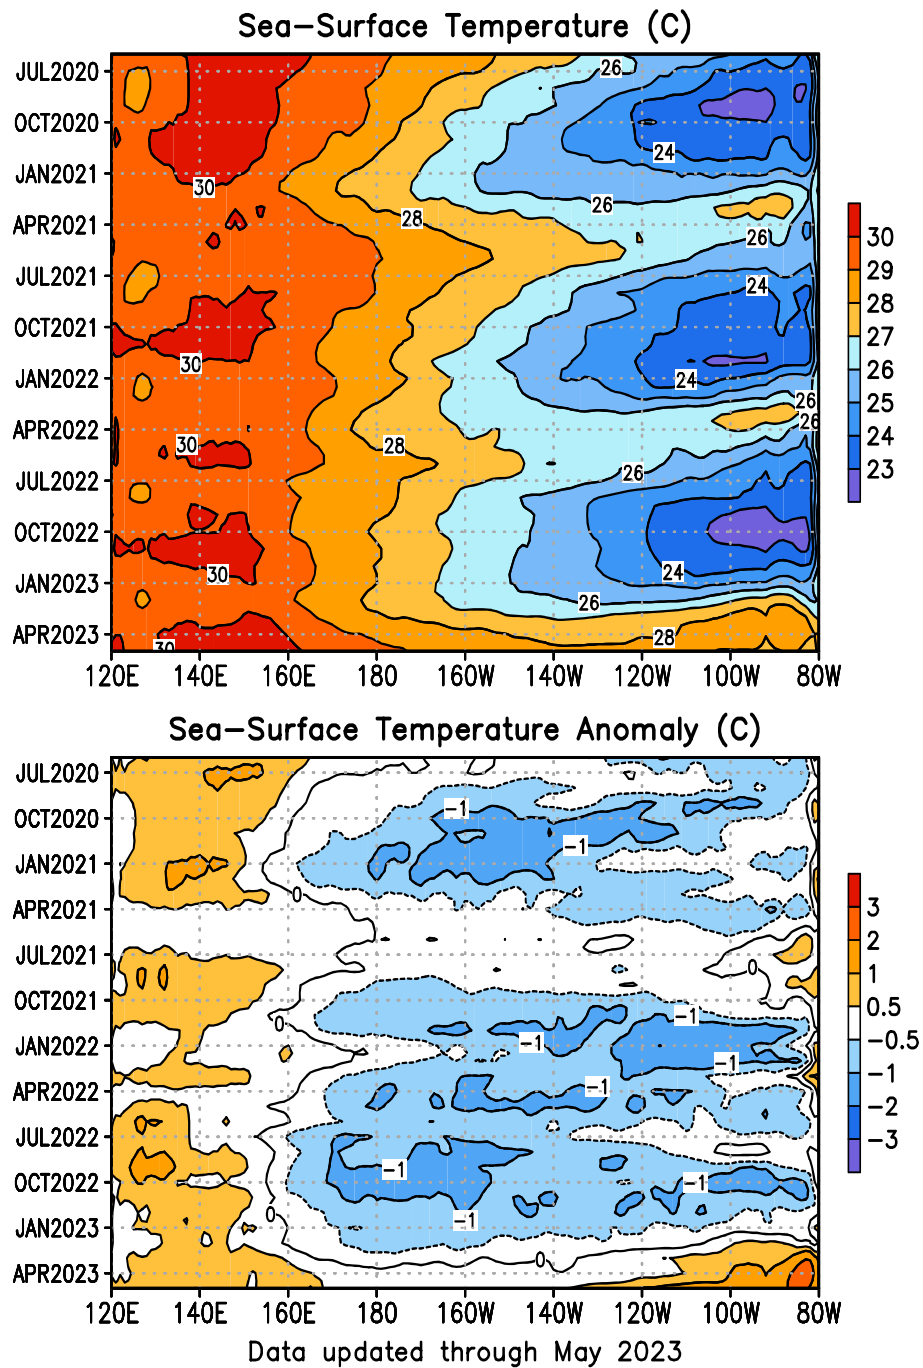 Sea-Surface Temperature (C)
JUL2020
OCT2020
JAN2021
APR2021
JUL2021
OCT2021
JAN2022
APR2022
JUL2022
OCT2022
JAN2023
APR2023
26
24
30
26
28
26
24
30
24
26
26
30
28
26
24
30
26
28
30
120E 140E 160E 180 160W 140W 120W 100W 80W
30
29
28
27
26
25
24
23
Sea-Surface Temperature Anomaly (C)
JUL2020
OCT2020
JAN2021
APR2021
JUL2021
OCT2021
JAN2022
APR2022
JUL2022
OCT2022
JAN2023
APR2023
-1
-1
0
0
0
-1
-1
-1
-1
-1
-1
0
-1
0
120E 140E 160E 180 160W 140W 120W 100W 80W
3
2
1
0.5
-0.5
-1
-2
-3
Data updated through May 2023